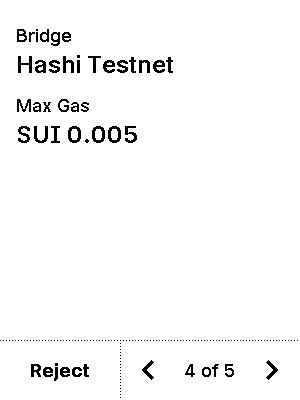 Bridge
Hashi Testnet
Max Gas
SUI 0.005
Reject
4 of 5